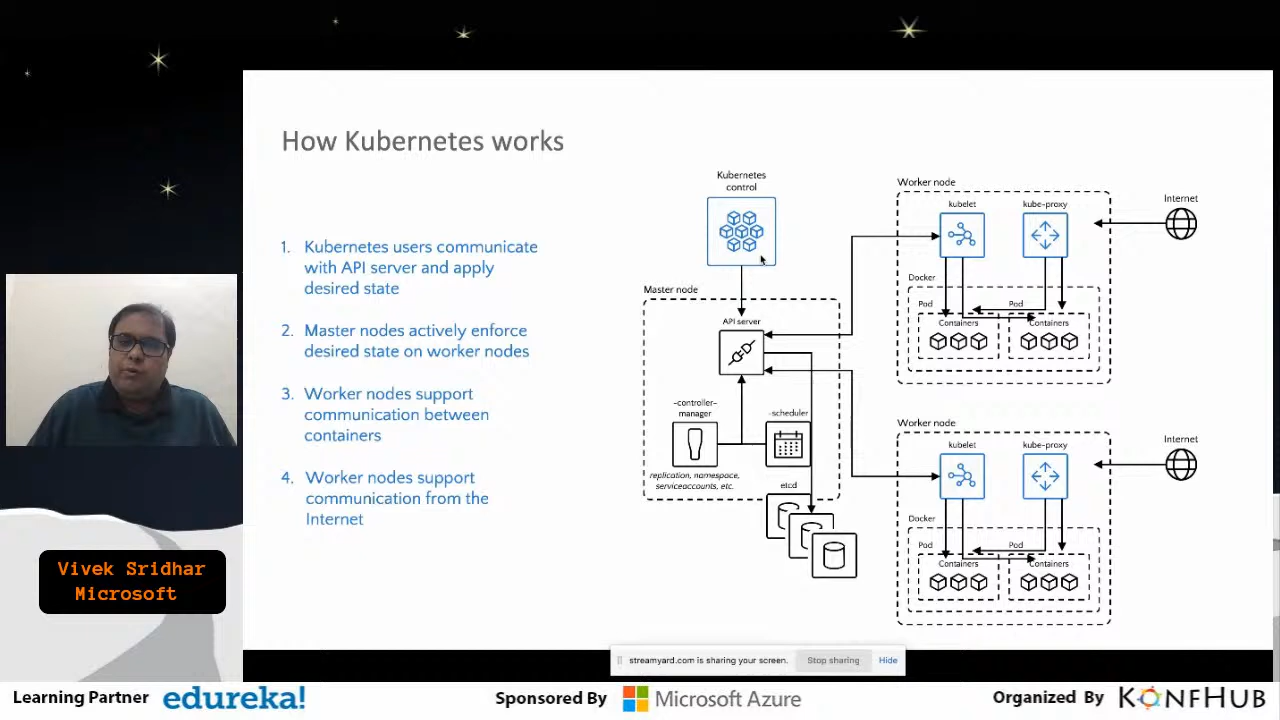 How Kubernetes works
1. Kubernetes users communicate
with API server and apply
desired state
2. Master nodes actively enforce
desired state on worker nodes
3. Worker nodes support
communication between
containers
4. Worker nodes support
communication from the
Internet
Kubernetes
control
Master node
API server
-controller-
manager
-scheduler
replication, namespace,
serviceaccounts, etc.
etcd
Worker node
kubelet
kube-proxy
Internet
Docker
Pod
Pod
Containers
Containers
Worker node
kubelet
kube-proxy
Internet
Docker
Pod
Pod
Containers
Containers
Vivek Sridhar
Microsoft
streamyard.com is sharing your screen.
Stop sharing
Hide
Learning Partner
edureka!
Sponsored By
Microsoft Azure
Organized By
KONFHUB